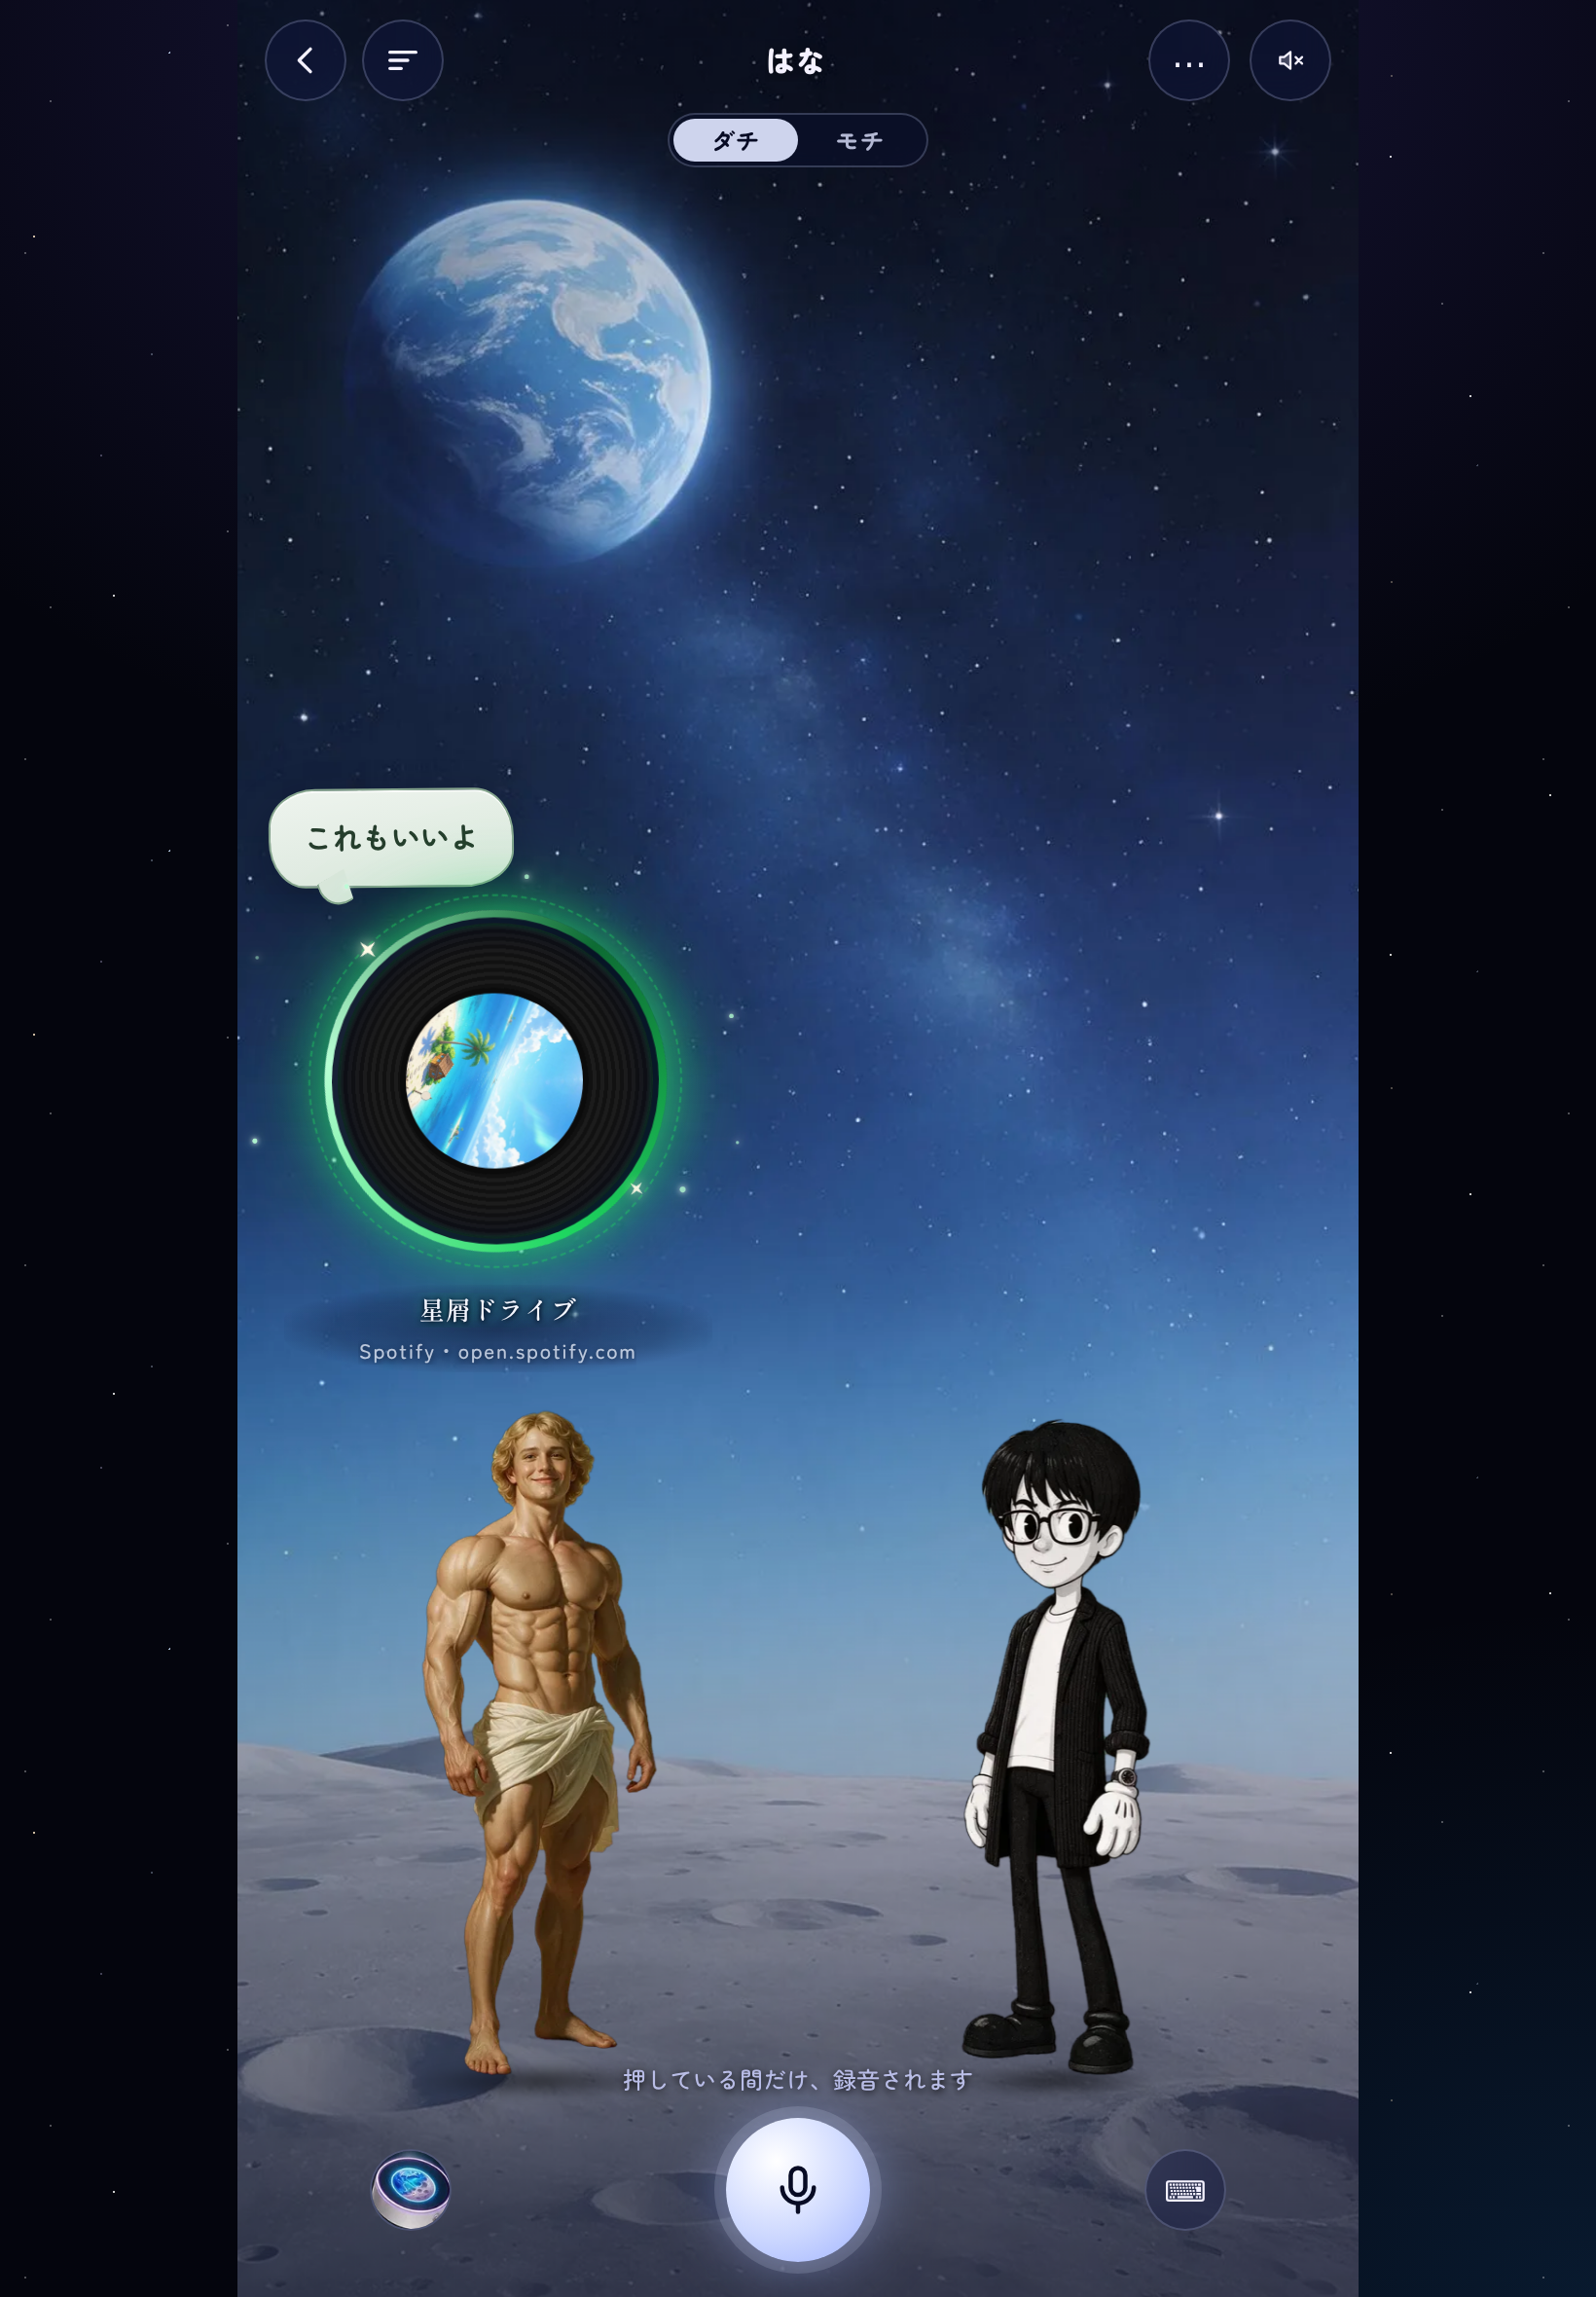 はな
...
ダチ モチ
これもいいよ
星屑ドライブ
Spotify・open.spotify.com
押している間だけ、録音されます